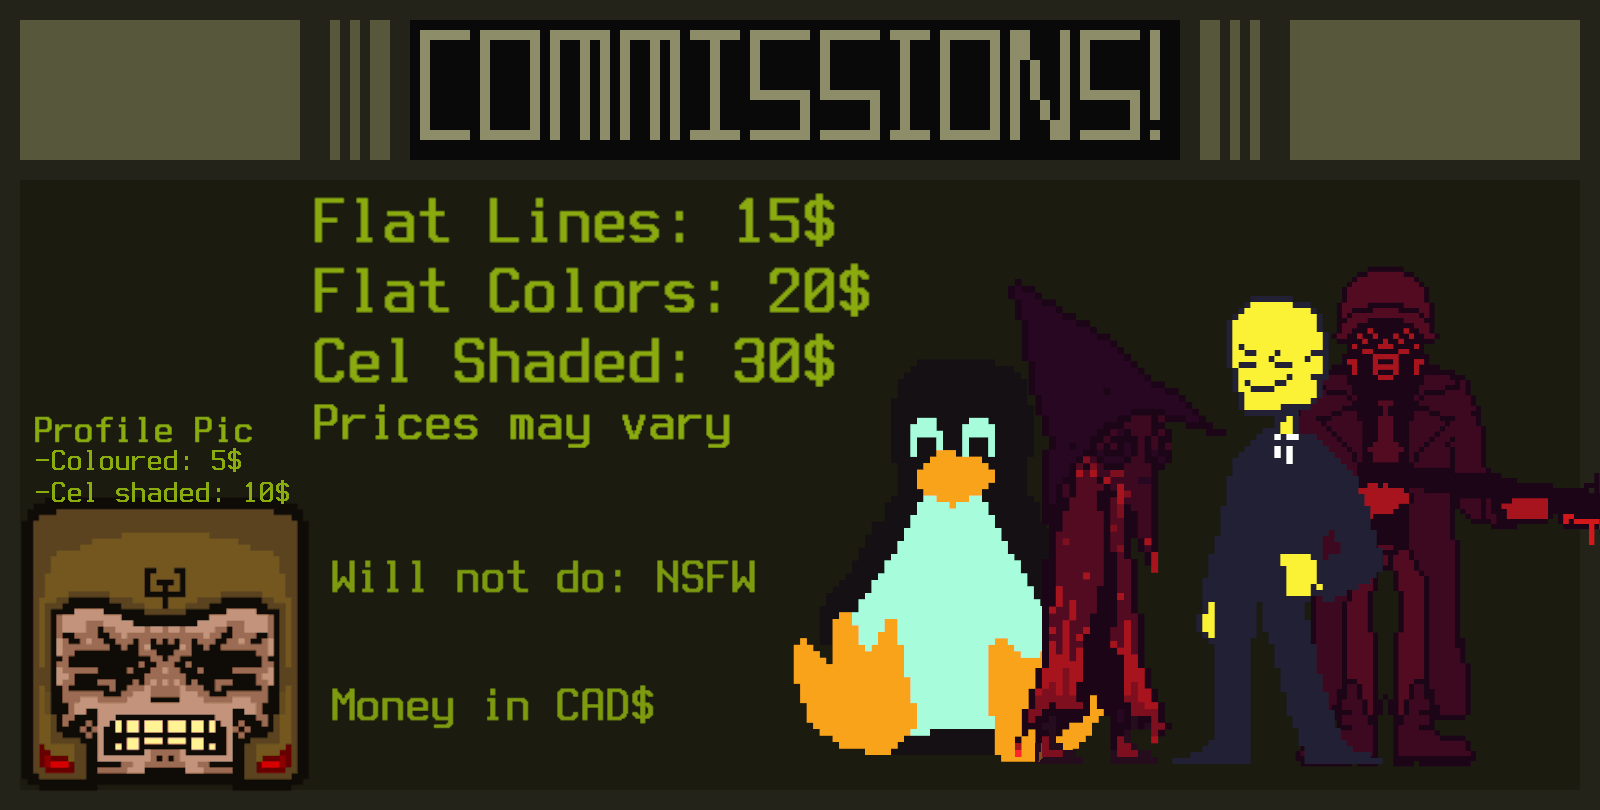 COMMISSIONS!
Flat Lines: 15$
Flat Colors: 20$
Cel Shaded: 30$
Prices may vary
Profile Pic
-Coloured: 5$
-Cel shaded: 10$
Will not do: NSFW
Money in CAD$